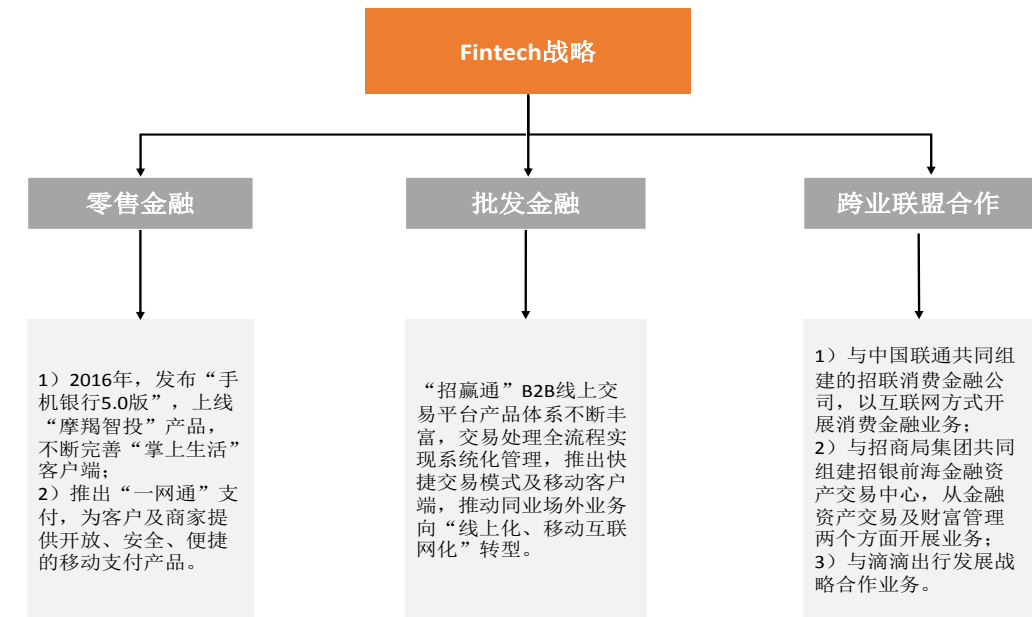 Fintech战略
零售金融
批发金融
跨业联盟合作
1）2016年，发布“手
机银行5.0版”，上线
“摩羯智投”产品，
不断完善“掌上生活”
客户端；
2）推出“一网通”支
付，为客户及商家提
供开放、安全、便捷
的移动支付产品。
“招赢通”B2B线上交
易平台产品体系不断丰
富，交易处理全流程实
现系统化管理，推出快
捷交易模式及移动客户
端，推动同业场外业务
向“线上化、移动互联
网化”转型。
1）与中国联通共同组
建的招联消费金融公
司，以互联网方式开
展消费金融业务；
2）与招商局集团共同
组建招银前海金融资
产交易中心，从金融
资产交易及财富管理
两个方面开展业务；
3）与滴滴出行发展战
略合作业务。